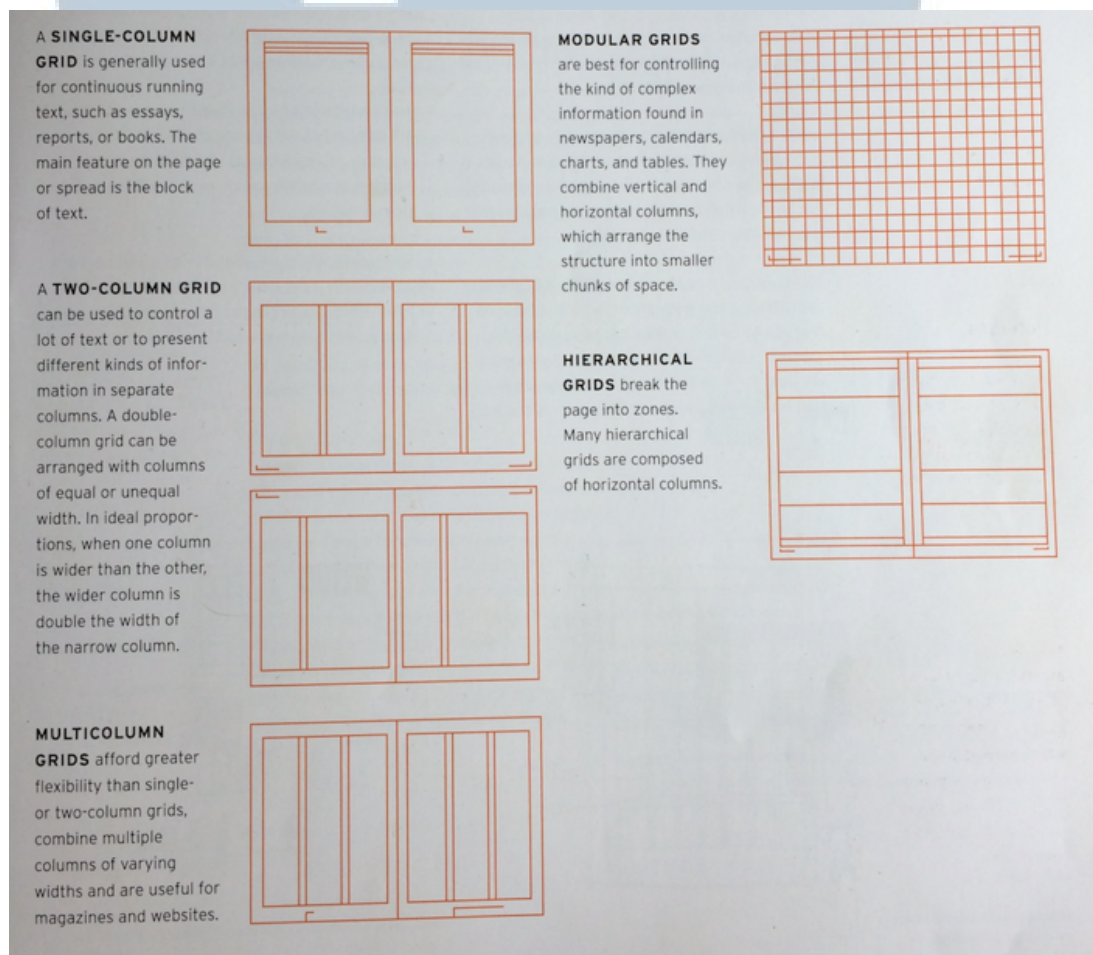 A SINGLE-COLUMN
GRID is generally used
for continuous running
text, such as essays,
reports, or books. The
main feature on the page
or spread is the block
of text.
A TWO-COLUMN GRID
can be used to control a
lot of text or to present
different kinds of infor-
mation in separate
columns. A double-
column grid can be
arranged with columns
of equal or unequal
width. In ideal propor-
tions, when one column
is wider than the other,
the wider column is
double the width of
the narrow column.
MULTICOLUMN
GRIDS afford greater
flexibility than single-
or two-column grids,
combine multiple
columns of varying
widths and are useful for
magazines and websites.
MODULAR GRIDS
are best for controlling
the kind of complex
information found in
newspapers, calendars,
charts, and tables. They
combine vertical and
horizontal columns,
which arrange the
structure into smaller
chunks of space.
HIERARCHICAL
GRIDS break the
page into zones.
Many hierarchical
grids are composed
of horizontal columns.